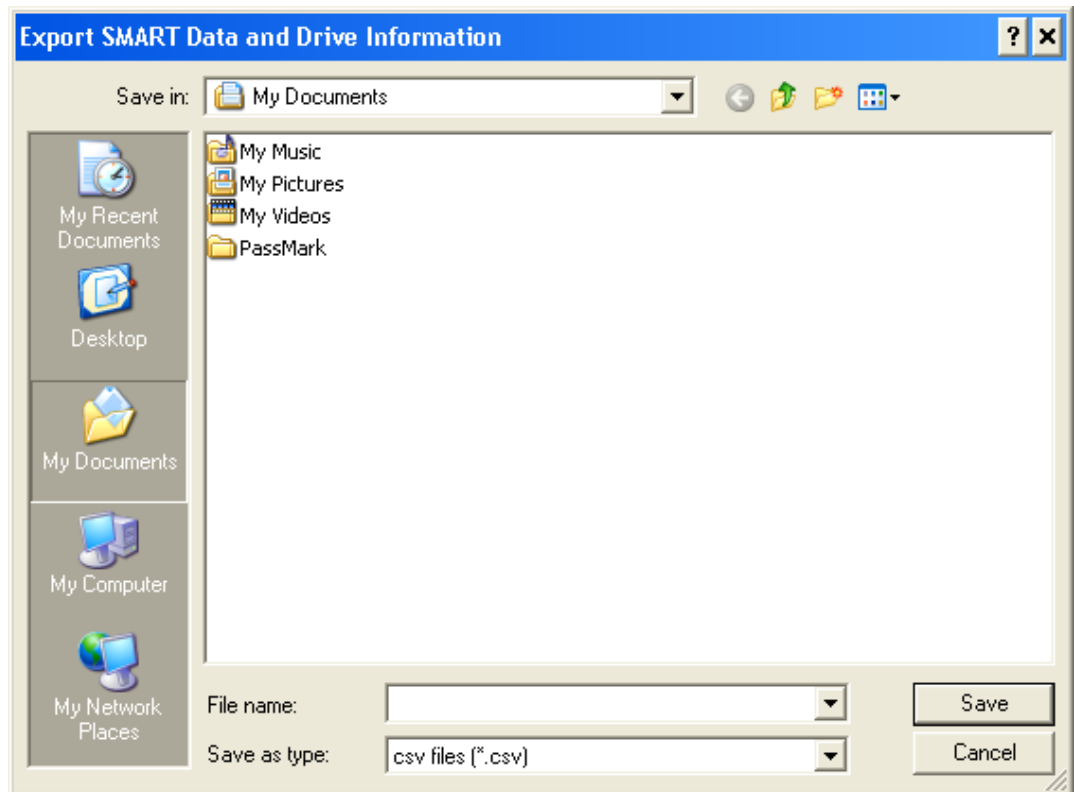 Export SMART Data and Drive Information
Save in:
My Documents
My Recent
Documents
Desktop
My Documents
My Computer
My Network
Places
My Music
My Pictures
My Videos
PassMark
File name:
Save
Save as type:
csv files (*.csv)
Cancel